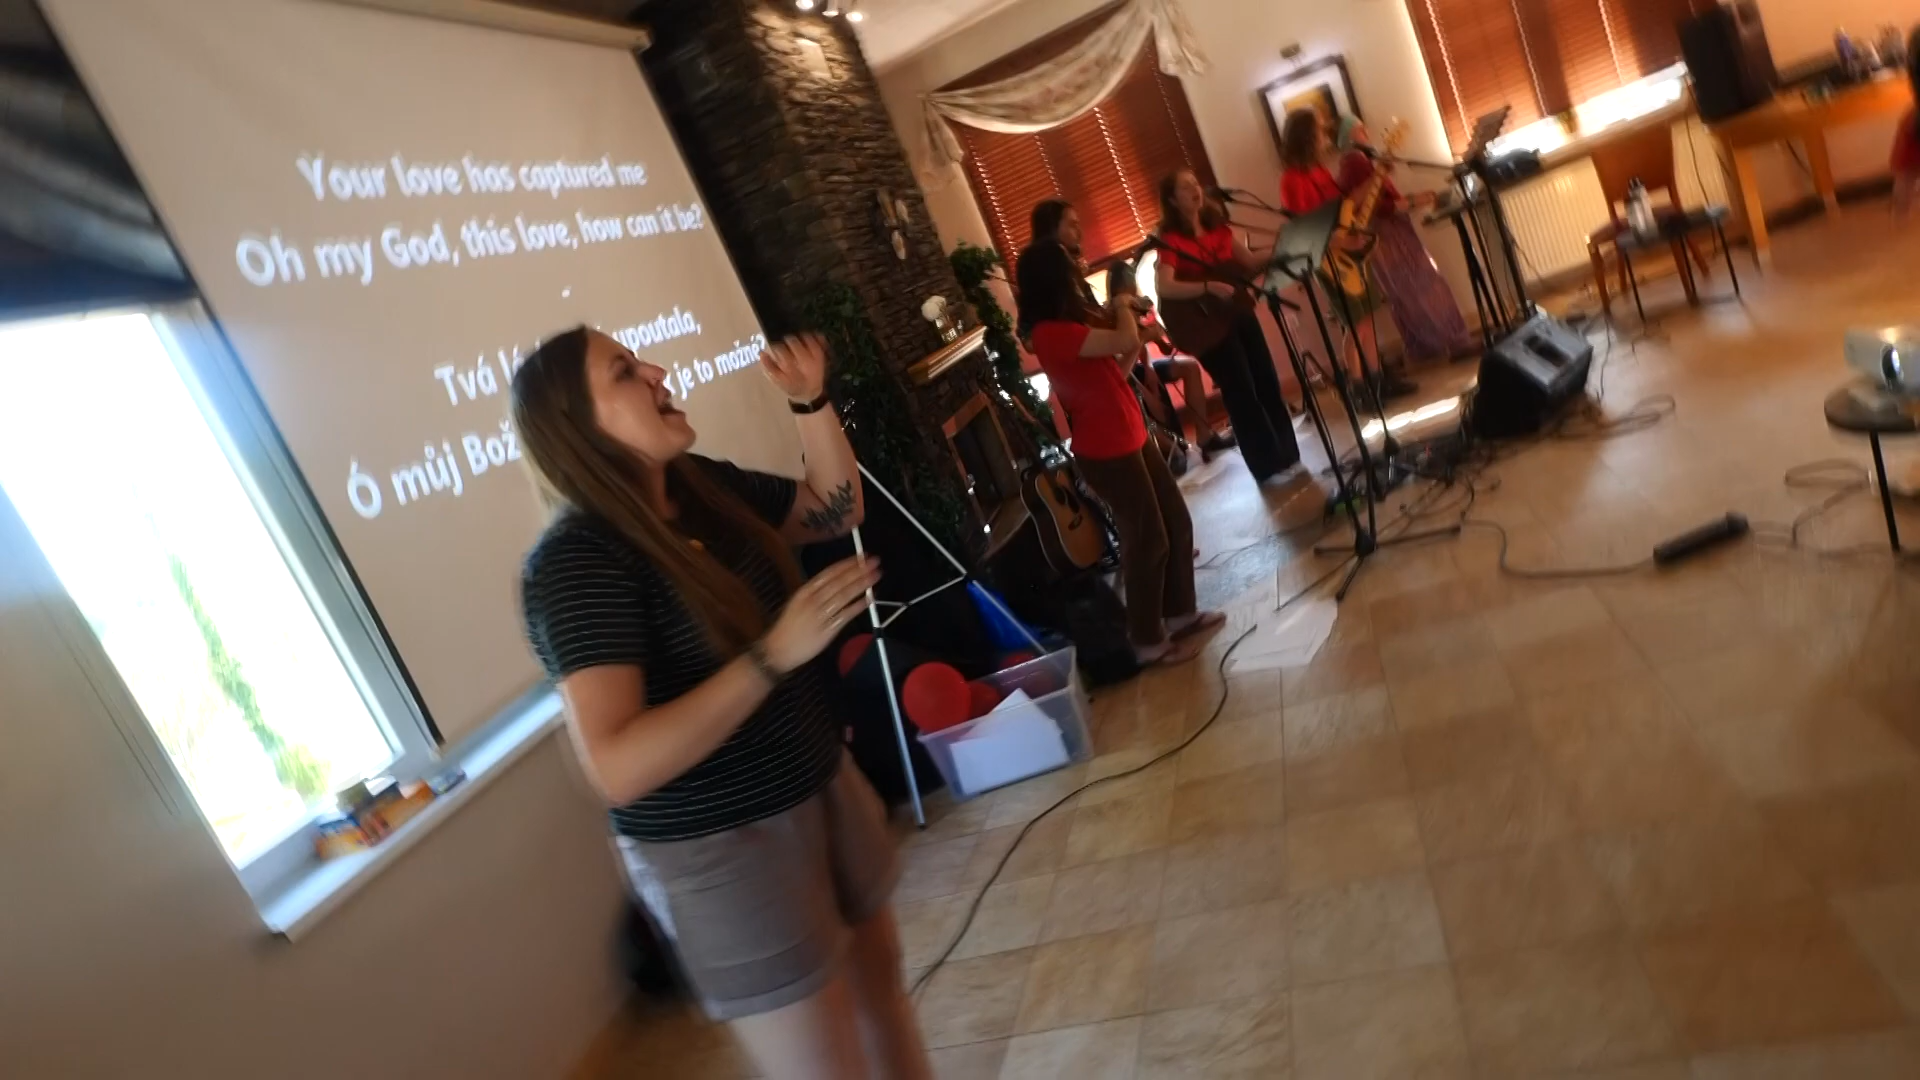 Your love has captured me
Oh my God, this love, how can it be?
Tvá upoutala,
Ó můj je to možné?